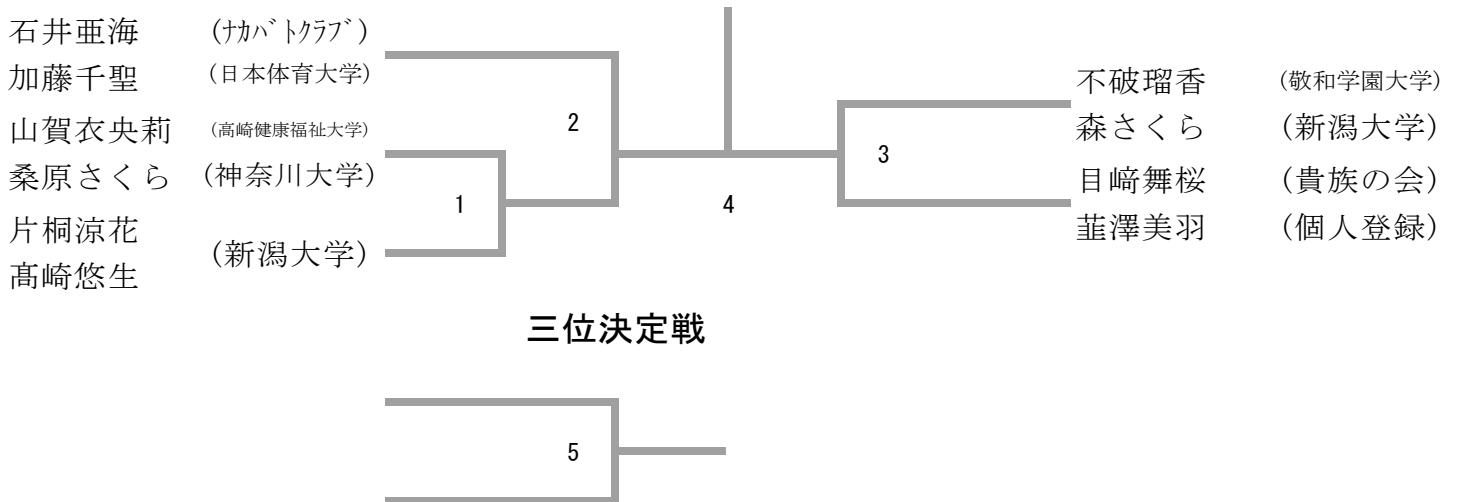 石井亜海 (ﾅｶﾊﾞﾄｸﾗﾌﾞ)
加藤千聖 (日本体育大学)
山賀衣央莉 (高崎健康福祉大学)
桑原さくら (神奈川大学)
片桐涼花
(新潟大学)
髙崎悠生
2
1
4
3
不破瑠香 (敬和学園大学)
森さくら (新潟大学)
目﨑舞桜 (貴族の会)
韮澤美羽 (個人登録)
三位決定戦
5